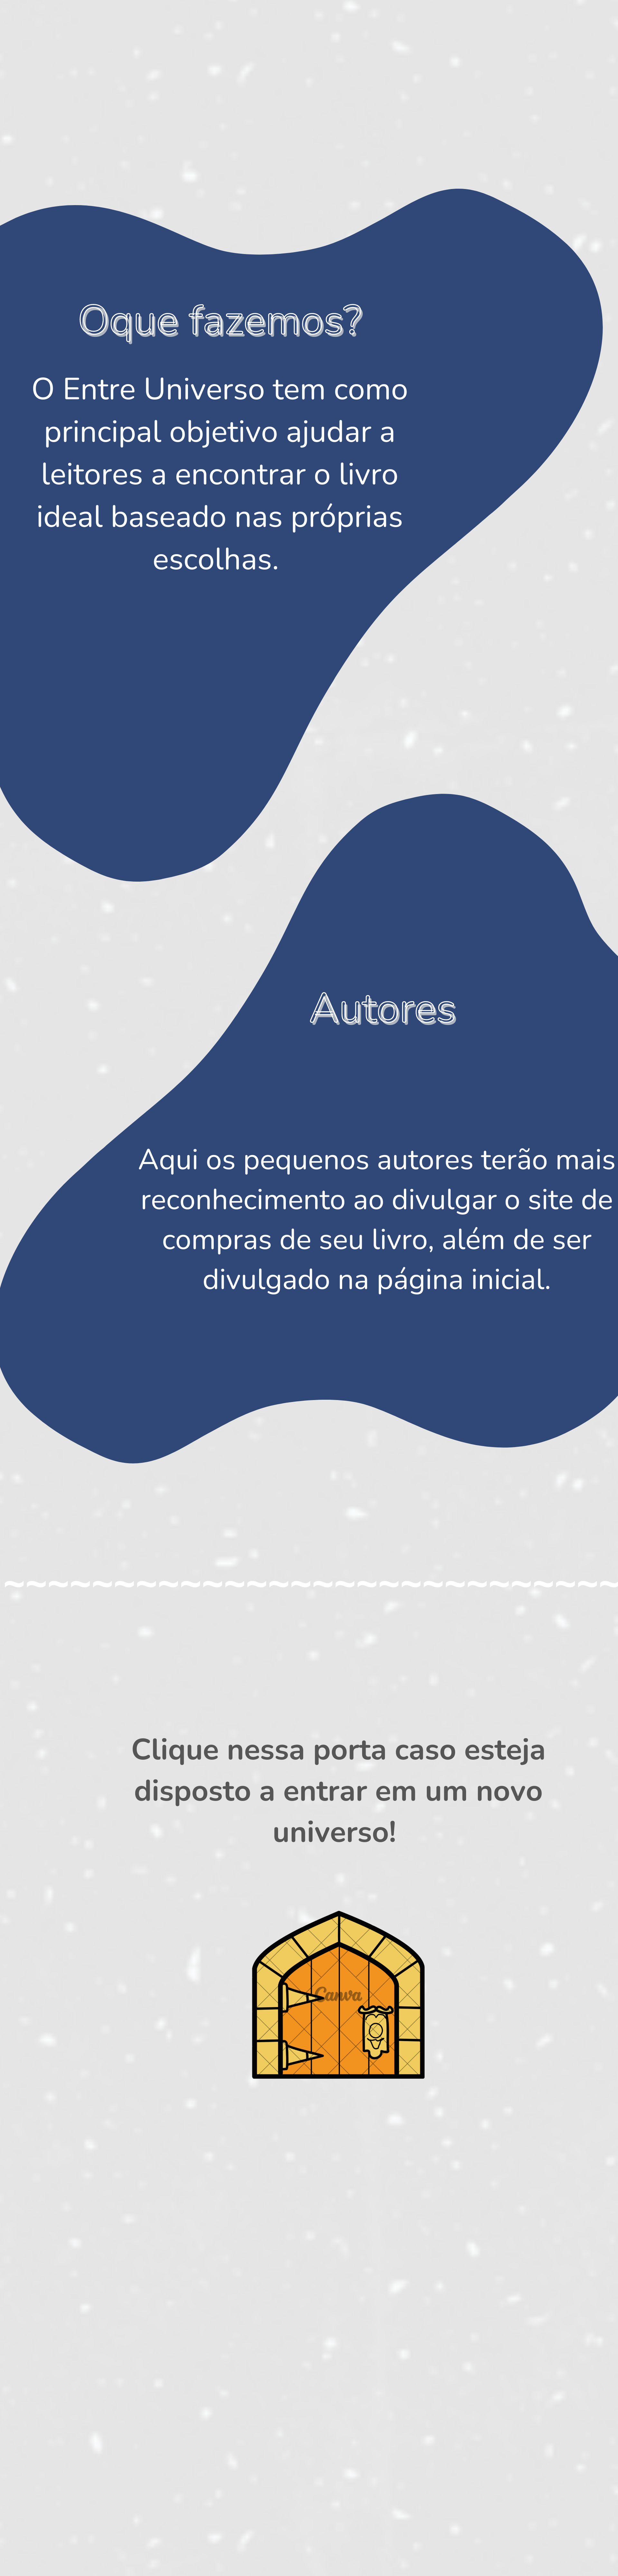 Oque fazemos?
O Entre Universo tem como
principal objetivo ajudar a
leitores a encontrar o livro
ideal baseado nas próprias
escolhas.
Autores
Aqui os pequenos autores terão mais
reconhecimento ao divulgar o site de
compras de seu livro, além de ser
divulgado na página inicial.
~~~~~~~~~~~~~~~~~~~~~~~~~~~~
Clique nessa porta caso esteja
disposto a entrar em um novo
universo!
Canva